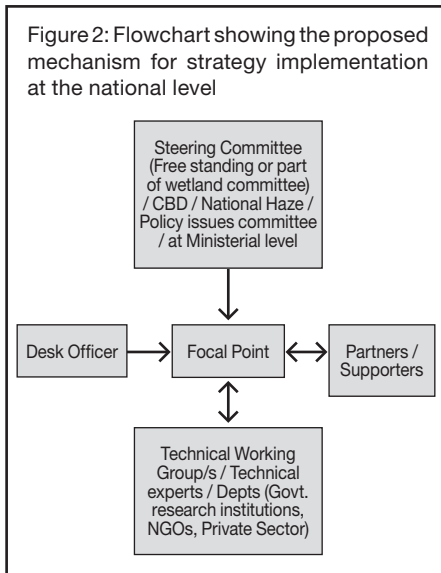 Figure 2: Flowchart showing the proposed
mechanism for strategy implementation
at the national level
Steering Committee
(Free standing or part
of wetland committee)
/ CBD / National Haze /
Policy issues committee
/ at Ministerial level
Desk Officer
Focal Point
Partners /
Supporters
Technical Working
Group/s / Technical
experts / Depts (Govt.
research institutions,
NGOs, Private Sector)